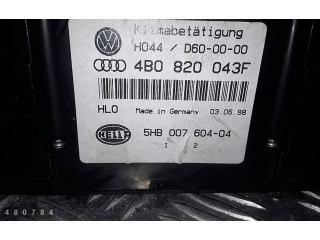 Klimabetätigung
H044 / D60-00-00
4B0 820 043F
HLO Made in Germany 03.06.98
HELLA 5HB 007 604-04
1 2
480784